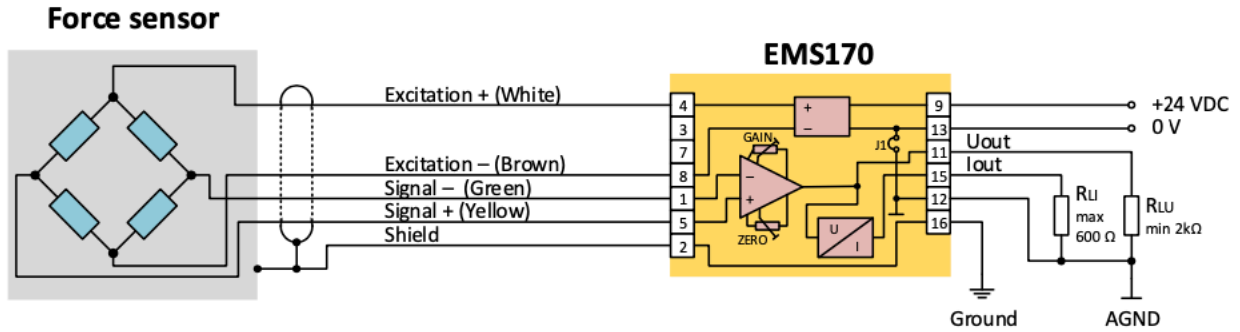 Force sensor
EMS170
Excitation + (White)
Excitation – (Brown)
Signal – (Green)
Signal + (Yellow)
Shield
4
3
7
8
1
5
2
+
–
GAIN
–
+
ZERO
J1
U
I
9
13
11
15
12
16
+24 VDC
0 V
Uout
Iout
RLI
max
600 Ω
RLU
min 2kΩ
Ground
AGND